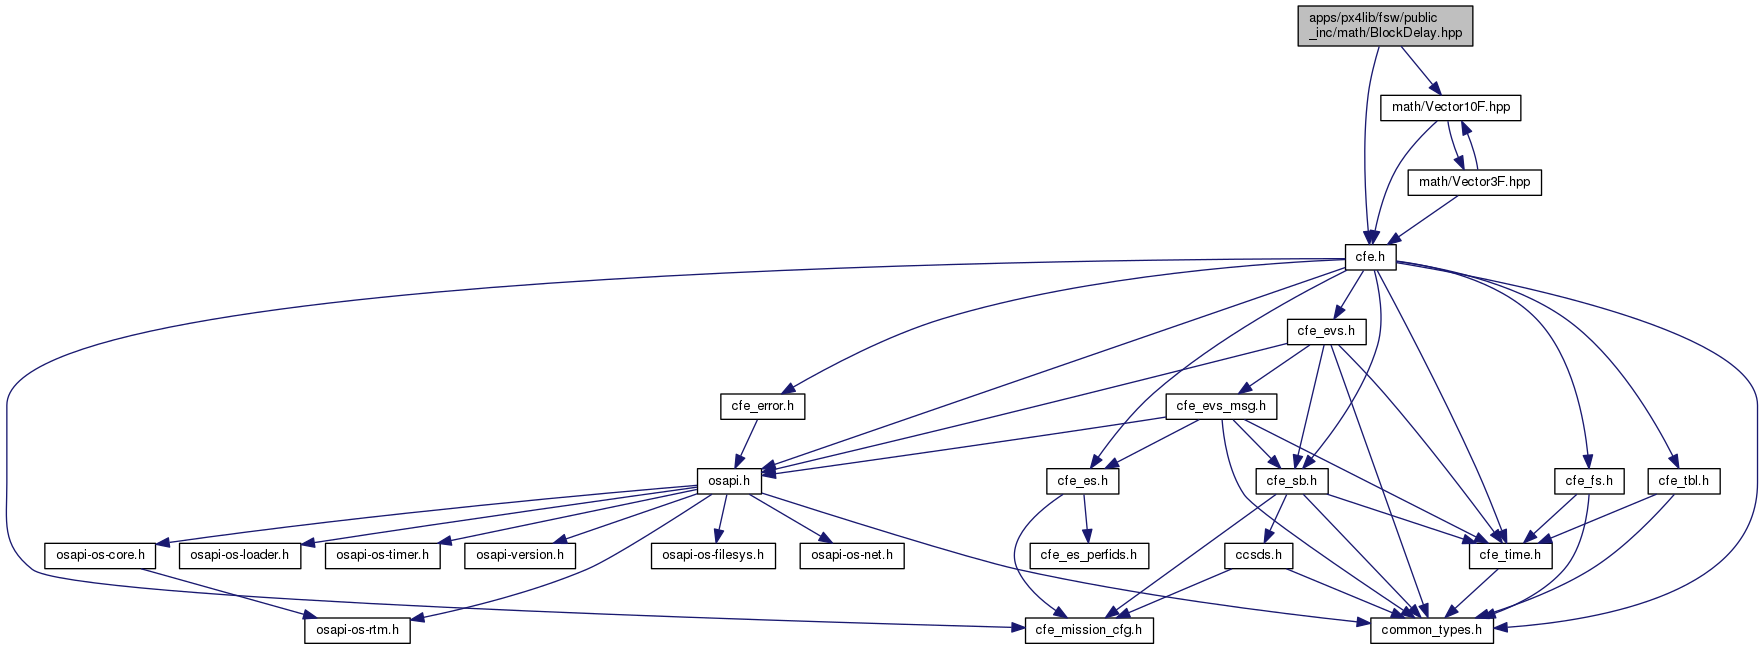 apps/px4lib/fsw/public
_inc/math/BlockDelay.hpp
math/Vector10F.hpp
math/Vector3F.hpp
cfe.h
cfe_evs.h
cfe_error.h
cfe_evs_msg.h
osapi.h
cfe_es.h
cfe_sb.h
cfe_fs.h
cfe_tbl.h
osapi-os-core.h
osapi-os-loader.h
osapi-os-timer.h
osapi-version.h
osapi-os-filesys.h
osapi-os-net.h
cfe_es_perfids.h
ccsds.h
cfe_time.h
osapi-os-rtm.h
cfe_mission_cfg.h
common_types.h